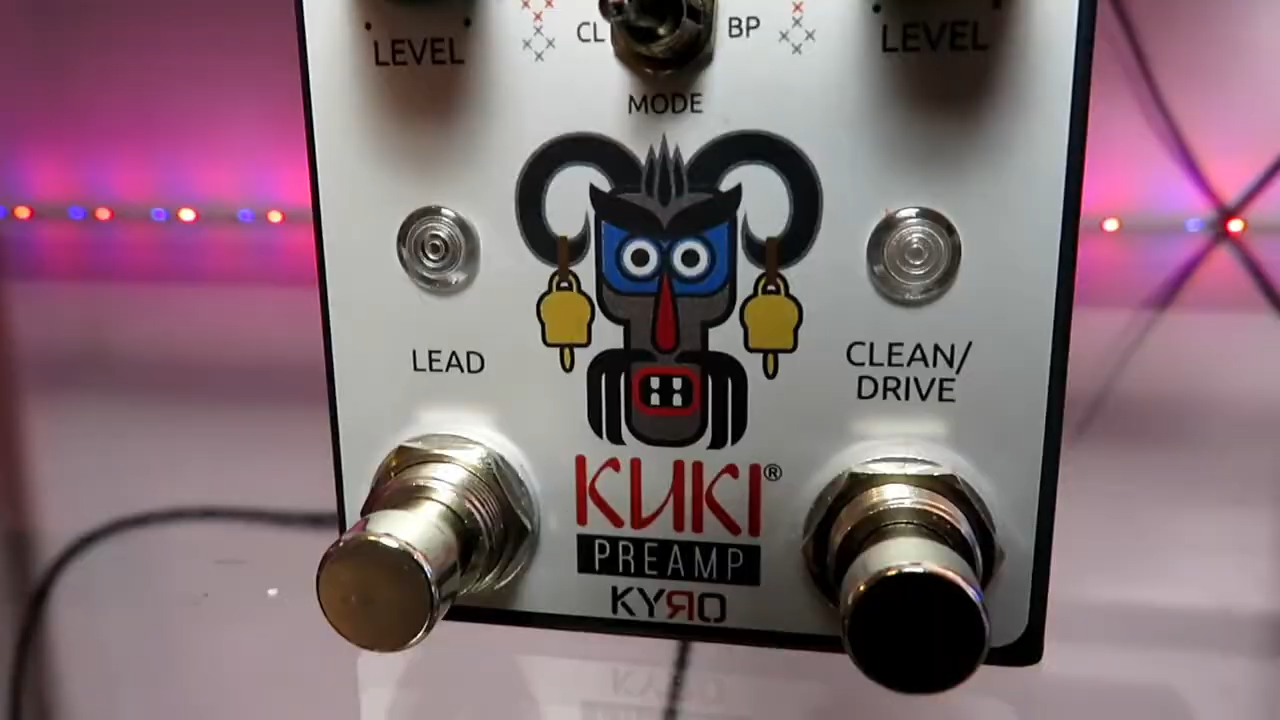 LEVEL
CL
BP
LEVEL
MODE
LEAD
CLEAN/
DRIVE
KUKI®
PREAMP
KYRO